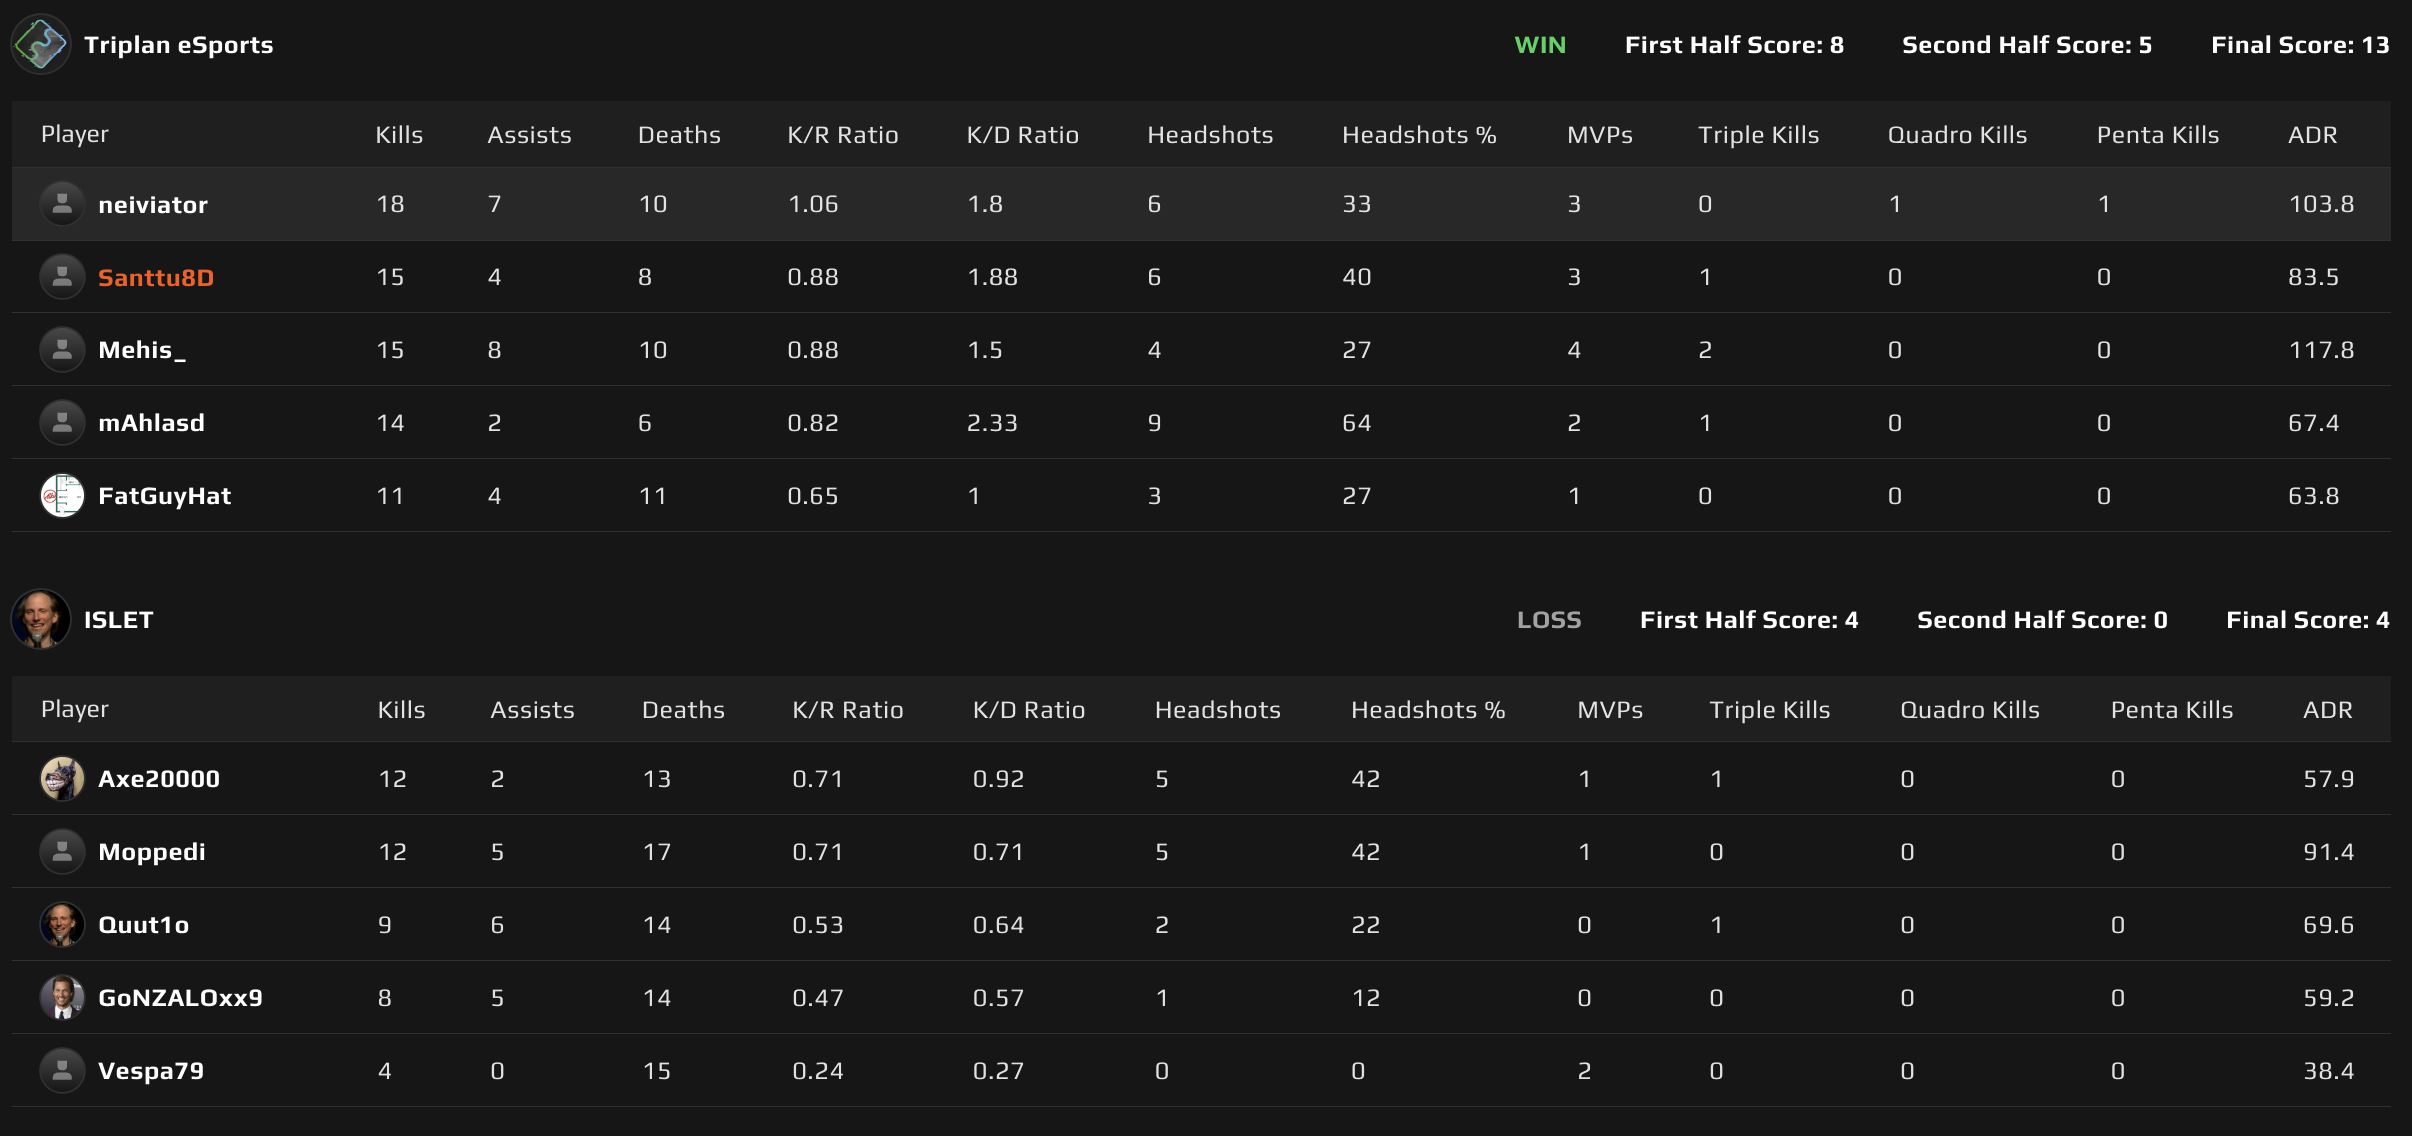 Triplan eSports WIN First Half Score: 8 Second Half Score: 5 Final Score: 13
Player Kills Assists Deaths K/R Ratio K/D Ratio Headshots Headshots % MVPs Triple Kills Quadro Kills Penta Kills ADR
neiviator 18 7 10 1.06 1.8 6 33 3 0 1 1 103.8
Santtu8D 15 4 8 0.88 1.88 6 40 3 1 0 0 83.5
Mehis_ 15 8 10 0.88 1.5 4 27 4 2 0 0 117.8
mAhlasd 14 2 6 0.82 2.33 9 64 2 1 0 0 67.4
FatGuyHat 11 4 11 0.65 1 3 27 1 0 0 0 63.8
ISLET LOSS First Half Score: 4 Second Half Score: 0 Final Score: 4
Player Kills Assists Deaths K/R Ratio K/D Ratio Headshots Headshots % MVPs Triple Kills Quadro Kills Penta Kills ADR
Axe20000 12 2 13 0.71 0.92 5 42 1 1 0 0 57.9
Moppedi 12 5 17 0.71 0.71 5 42 1 0 0 0 91.4
Quut1o 9 6 14 0.53 0.64 2 22 0 1 0 0 69.6
GoNZALOxx9 8 5 14 0.47 0.57 1 12 0 0 0 0 59.2
Vespa79 4 0 15 0.24 0.27 0 0 2 0 0 0 38.4